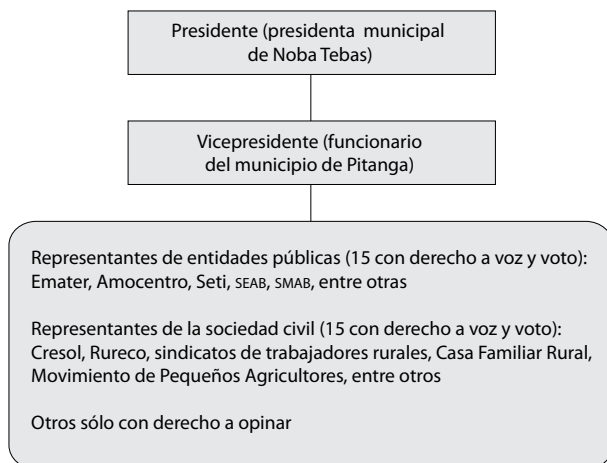 Presidente (presidenta municipal
de Noba Tebas)
Vicepresidente (funcionario
del municipio de Pitanga)
Representantes de entidades públicas (15 con derecho a voz y voto):
Emater, Amocentro, Seti, SEAB, SMAB, entre otras
Representantes de la sociedad civil (15 con derecho a voz y voto):
Cresol, Rureco, sindicatos de trabajadores rurales, Casa Familiar Rural,
Movimiento de Pequeños Agricultores, entre otros
Otros sólo con derecho a opinar